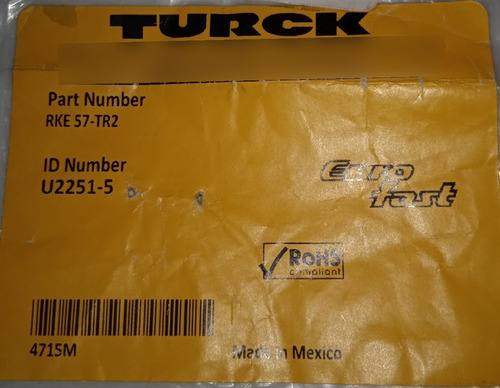 TURCK
Part Number
RKE 57-TR2
ID Number
U2251-5
Euro
fast
RoHS
compliant
4715M
Made in Mexico